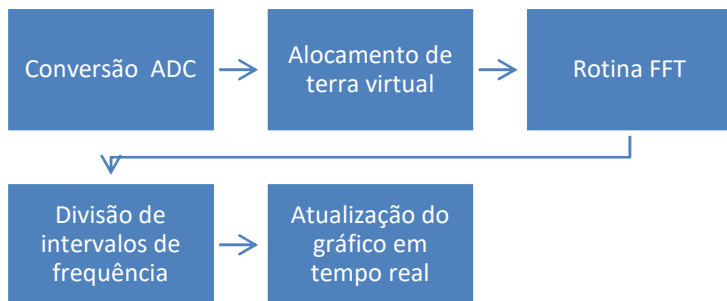 Conversão ADC
Alocamento de
terra virtual
Rotina FFT
Divisão de
intervalos de
frequência
Atualização do
gráfico em
tempo real